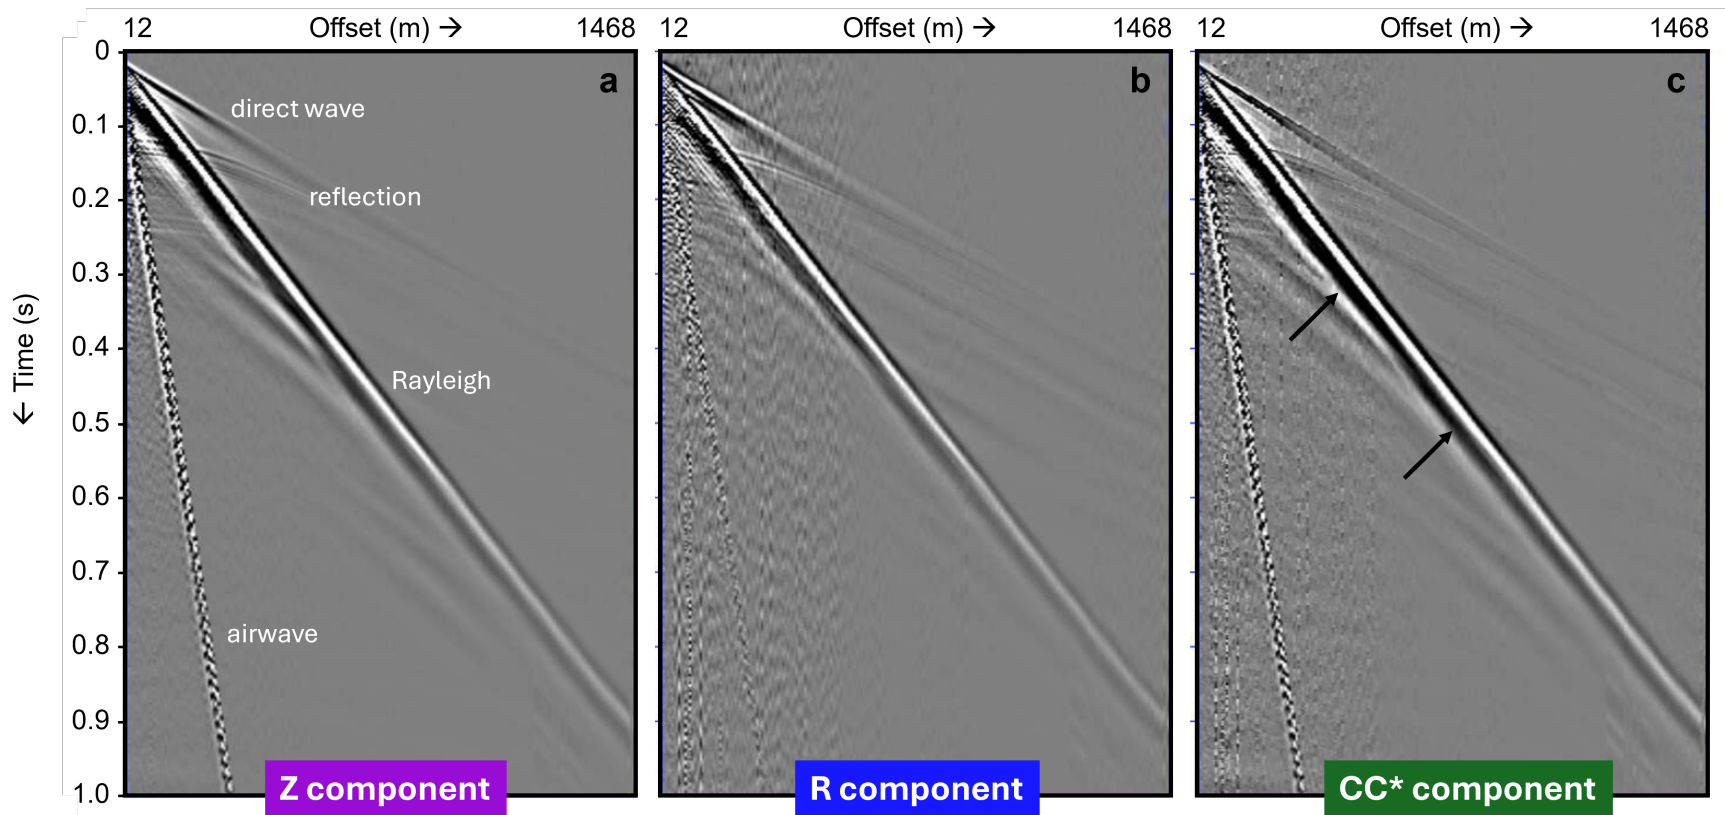 12 Offset (m) → 1468
12 Offset (m) → 1468
12 Offset (m) → 1468
← Time (s)
0
0.1
0.2
0.3
0.4
0.5
0.6
0.7
0.8
0.9
1.0
a
direct wave
reflection
Rayleigh
airwave
Z component
b
R component
c
CC* component